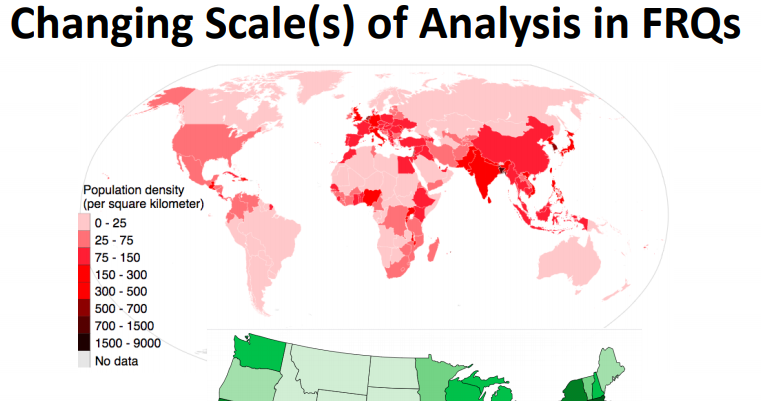 Changing Scale(s) of Analysis in FRQs
Population density
(per square kilometer)
0 - 25
25 - 75
75 - 150
150 - 300
300 - 500
500 - 700
700 - 1500
1500 - 9000
No data